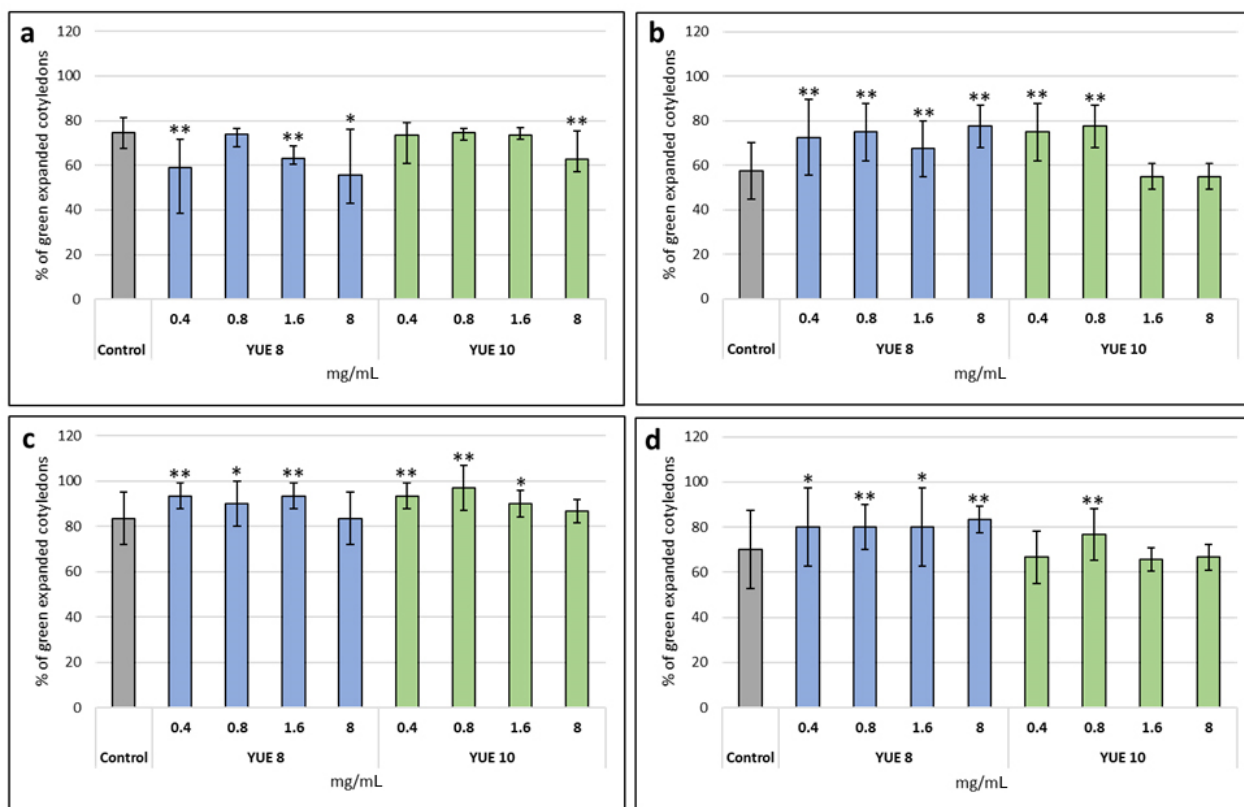 a
% of green expanded cotyledons
120
100
80
60
40
20
0
** ** * **
0.4 0.8 1.6 8 0.4 0.8 1.6 8
Control YUE 8 YUE 10
mg/mL
b
% of green expanded cotyledons
120
100
80
60
40
20
0
** ** ** ** ** **
0.4 0.8 1.6 8 0.4 0.8 1.6 8
Control YUE 8 YUE 10
mg/mL
c
% of green expanded cotyledons
120
100
80
60
40
20
0
** * ** ** ** *
0.4 0.8 1.6 8 0.4 0.8 1.6 8
Control YUE 8 YUE 10
mg/mL
d
% of green expanded cotyledons
120
100
80
60
40
20
0
* ** * ** **
0.4 0.8 1.6 8 0.4 0.8 1.6 8
Control YUE 8 YUE 10
mg/mL